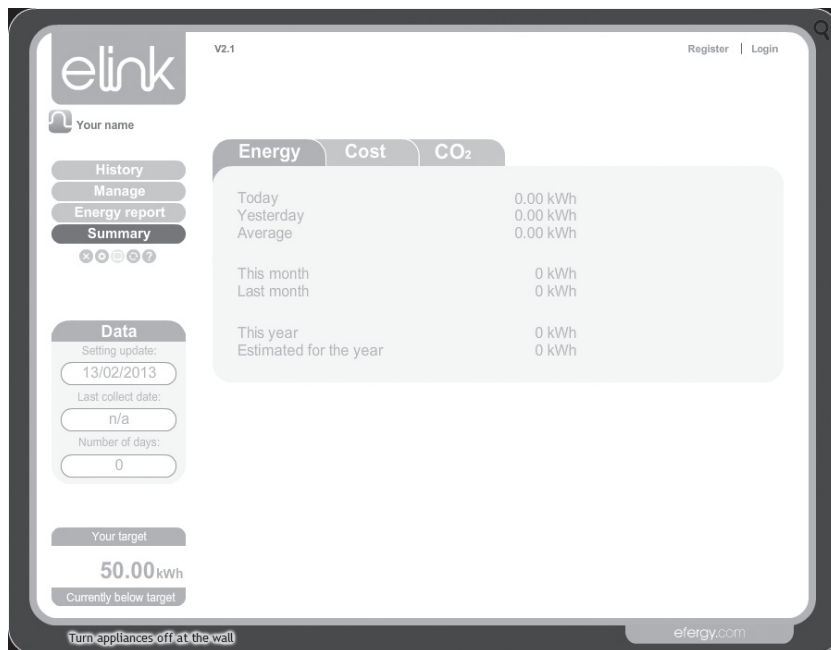 elink
V2.1
Register | Login
Your name
History
Manage
Energy report
Summary
Energy Cost CO₂
Today 0.00 kWh
Yesterday 0.00 kWh
Average 0.00 kWh
This month 0 kWh
Last month 0 kWh
This year 0 kWh
Estimated for the year 0 kWh
Data
Setting update:
13/02/2013
Last collect date:
n/a
Number of days:
0
Your target
50.00 kWh
Currently below target
Turn appliances off at the wall
efergy.com